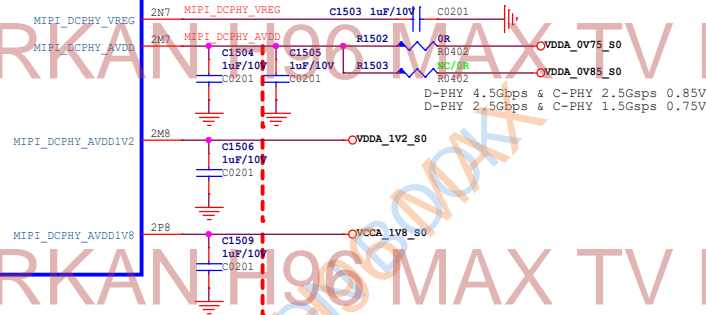 MIPI_DCPHY_VREG
2N7
MIPI_DCPHY_VREG
C1503 1uF/10V
C0201
MIPI_DCPHY_AVDD
2M7
MIPI_DCPHY_AVDD
R1502
0R
R0402
VDDA_0V75_S0
C1504
1uF/10V
C0201
C1505
1uF/10V
C0201
R1503
NC/0R
R0402
VDDA_0V85_S0
D-PHY 4.5Gbps & C-PHY 2.5Gsps 0.85V
D-PHY 2.5Gbps & C-PHY 1.5Gsps 0.75V
MIPI_DCPHY_AVDD1V2
2M8
VDDA_1V2_S0
C1506
1uF/10V
C0201
MIPI_DCPHY_AVDD1V8
2P8
VCCA_1V8_S0
C1509
1uF/10V
C0201
RKAN H96 MAX TV
RKAN H96 MAX TV